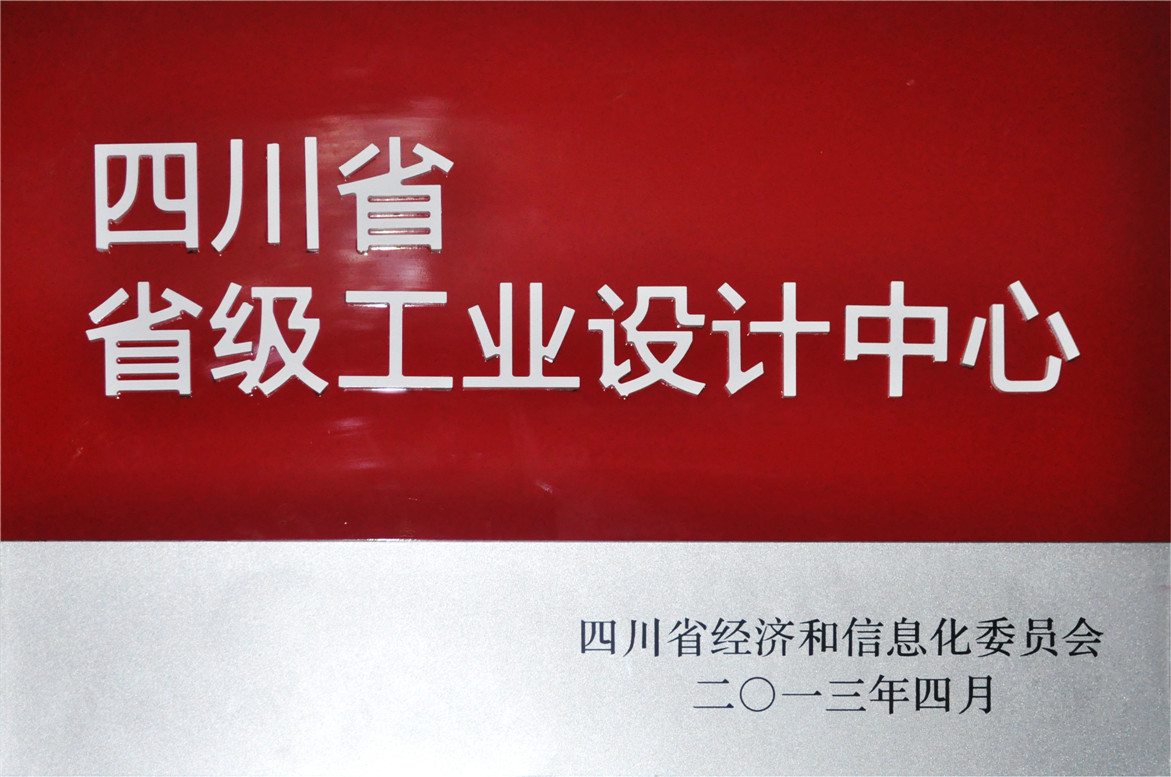 四川省
省级工业设计中心
四川省经济和信息化委员会
二〇一三年四月